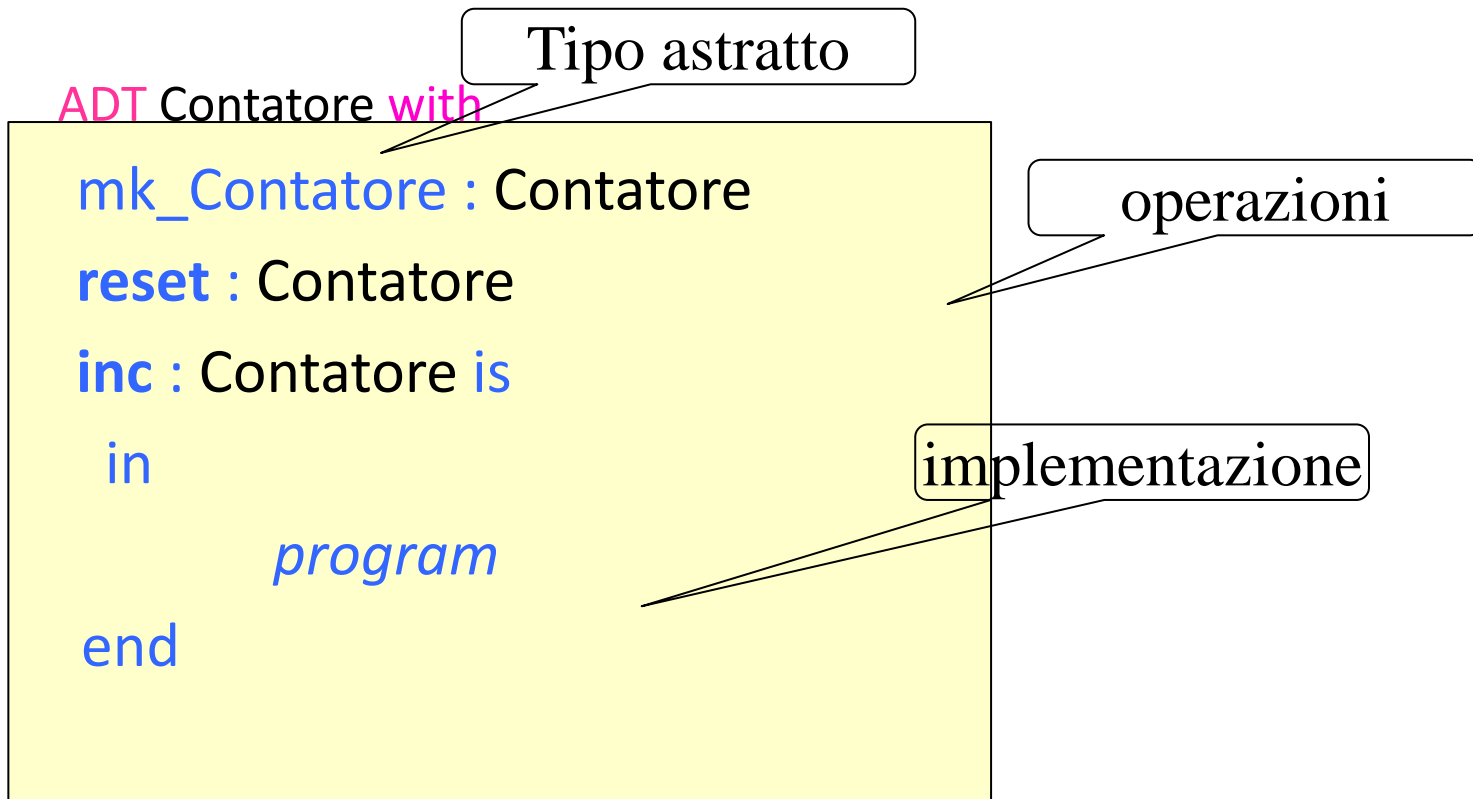 Tipo astratto
ADT Contatore with
mk_Contatore : Contatore
operazioni
reset : Contatore
inc : Contatore is
in
implementazione
program
end